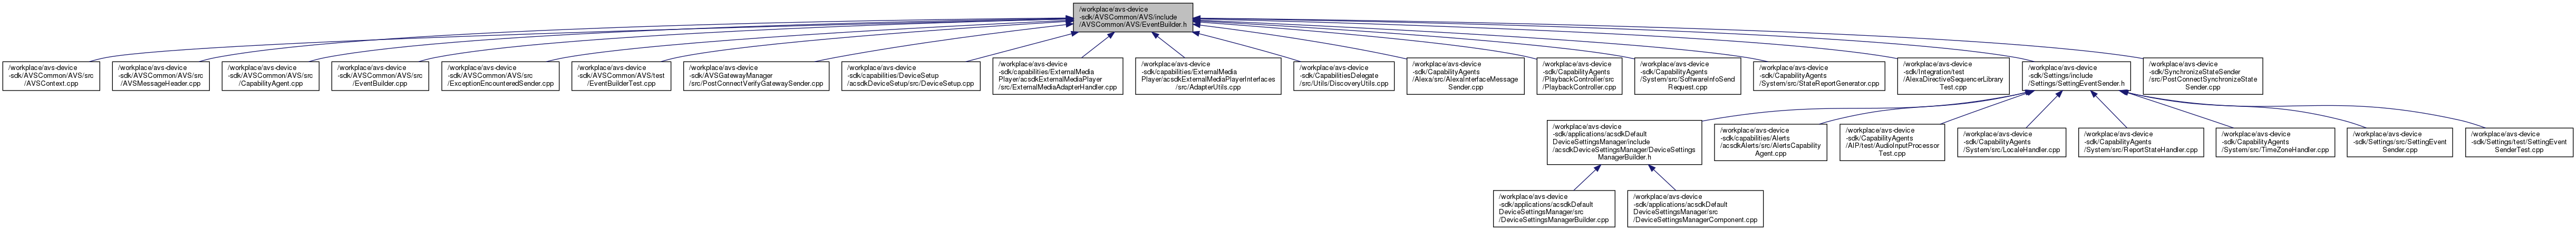 /workplace/avs-device
-sdk/AVSCommon/AVS/include
/AVSCommon/AVS/EventBuilder.h
/workplace/avs-device
-sdk/AVSCommon/AVS/src
/AVSContext.cpp
/workplace/avs-device
-sdk/AVSCommon/AVS/src
/AVSMessageHeader.cpp
/workplace/avs-device
-sdk/AVSCommon/AVS/src
/CapabilityAgent.cpp
/workplace/avs-device
-sdk/AVSCommon/AVS/src
/EventBuilder.cpp
/workplace/avs-device
-sdk/AVSCommon/AVS/src
/ExceptionEncounteredSender.cpp
/workplace/avs-device
-sdk/AVSCommon/AVS/test
/EventBuilderTest.cpp
/workplace/avs-device
-sdk/AVSGatewayManager
/src/PostConnectVerifyGatewaySender.cpp
/workplace/avs-device
-sdk/capabilities/DeviceSetup
/acsdkDeviceSetup/src/DeviceSetup.cpp
/workplace/avs-device
-sdk/capabilities/ExternalMedia
Player/acsdkExternalMediaPlayer
/src/ExternalMediaAdapterHandler.cpp
/workplace/avs-device
-sdk/capabilities/ExternalMedia
Player/acsdkExternalMediaPlayerInterfaces
/src/AdapterUtils.cpp
/workplace/avs-device
-sdk/CapabilitiesDelegate
/src/Utils/DiscoveryUtils.cpp
/workplace/avs-device
-sdk/CapabilityAgents
/Alexa/src/AlexaInterfaceMessage
Sender.cpp
/workplace/avs-device
-sdk/CapabilityAgents
/PlaybackController/src
/PlaybackController.cpp
/workplace/avs-device
-sdk/CapabilityAgents
/System/src/SoftwareInfoSend
Request.cpp
/workplace/avs-device
-sdk/CapabilityAgents
/System/src/StateReportGenerator.cpp
/workplace/avs-device
-sdk/Integration/test
/AlexaDirectiveSequencerLibrary
Test.cpp
/workplace/avs-device
-sdk/Settings/include
/Settings/SettingEventSender.h
/workplace/avs-device
-sdk/SynchronizeStateSender
/src/PostConnectSynchronizeState
Sender.cpp
/workplace/avs-device
-sdk/applications/acsdkDefault
DeviceSettingsManager/include
/acsdkDeviceSettingsManager/DeviceSettings
ManagerBuilder.h
/workplace/avs-device
-sdk/capabilities/Alerts
/acsdkAlerts/src/AlertsCapability
Agent.cpp
/workplace/avs-device
-sdk/CapabilityAgents
/AIP/test/AudioInputProcessor
Test.cpp
/workplace/avs-device
-sdk/CapabilityAgents
/System/src/LocaleHandler.cpp
/workplace/avs-device
-sdk/CapabilityAgents
/System/src/ReportStateHandler.cpp
/workplace/avs-device
-sdk/CapabilityAgents
/System/src/TimeZoneHandler.cpp
/workplace/avs-device
-sdk/Settings/src/SettingEvent
Sender.cpp
/workplace/avs-device
-sdk/Settings/test/SettingEvent
SenderTest.cpp
/workplace/avs-device
-sdk/applications/acsdkDefault
DeviceSettingsManager/src
/DeviceSettingsManagerBuilder.cpp
/workplace/avs-device
-sdk/applications/acsdkDefault
DeviceSettingsManager/src
/DeviceSettingsManagerComponent.cpp